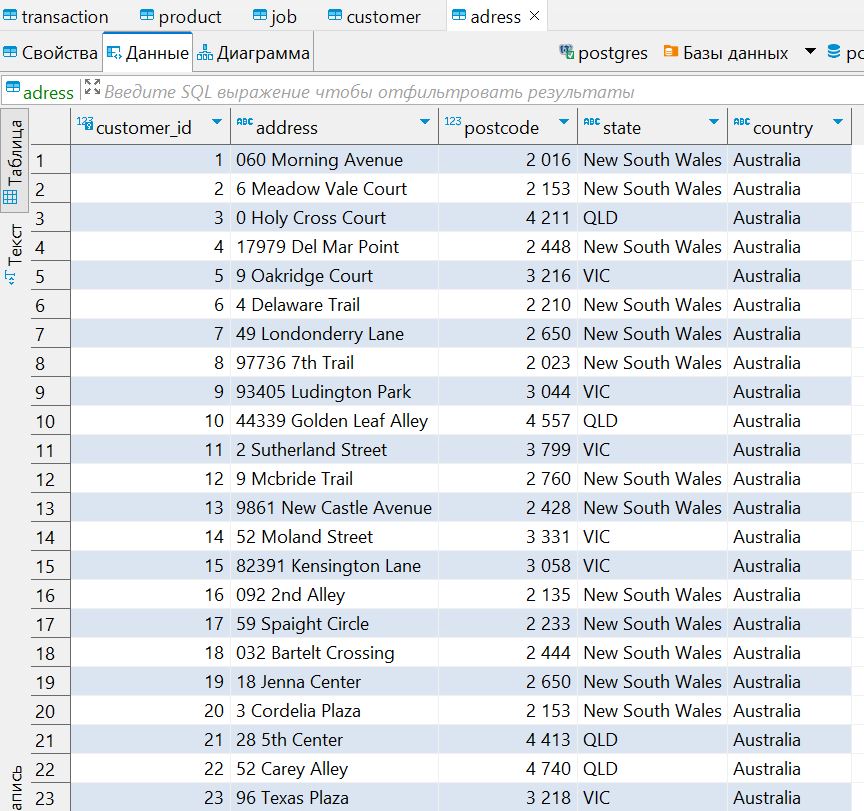 transaction product job customer adress
Свойства Данные Диаграмма postgres Базы данных
adress Введите SQL выражение чтобы отфильтровать результаты
Таблица
Текст
123 customer_id ABC address 123 postcode ABC state ABC country
1 1 060 Morning Avenue 2 016 New South Wales Australia
2 2 6 Meadow Vale Court 2 153 New South Wales Australia
3 3 0 Holy Cross Court 4 211 QLD Australia
4 4 17979 Del Mar Point 2 448 New South Wales Australia
5 5 9 Oakridge Court 3 216 VIC Australia
6 6 4 Delaware Trail 2 210 New South Wales Australia
7 7 49 Londonderry Lane 2 650 New South Wales Australia
8 8 97736 7th Trail 2 023 New South Wales Australia
9 9 93405 Ludington Park 3 044 VIC Australia
10 10 44339 Golden Leaf Alley 4 557 QLD Australia
11 11 2 Sutherland Street 3 799 VIC Australia
12 12 9 Mcbride Trail 2 760 New South Wales Australia
13 13 9861 New Castle Avenue 2 428 New South Wales Australia
14 14 52 Moland Street 3 331 VIC Australia
15 15 82391 Kensington Lane 3 058 VIC Australia
16 16 092 2nd Alley 2 135 New South Wales Australia
17 17 59 Spaight Circle 2 233 New South Wales Australia
18 18 032 Bartelt Crossing 2 444 New South Wales Australia
19 19 18 Jenna Center 2 650 New South Wales Australia
20 20 3 Cordelia Plaza 2 153 New South Wales Australia
21 21 28 5th Center 4 413 QLD Australia
22 22 52 Carey Alley 4 740 QLD Australia
23 23 96 Texas Plaza 3 218 VIC Australia